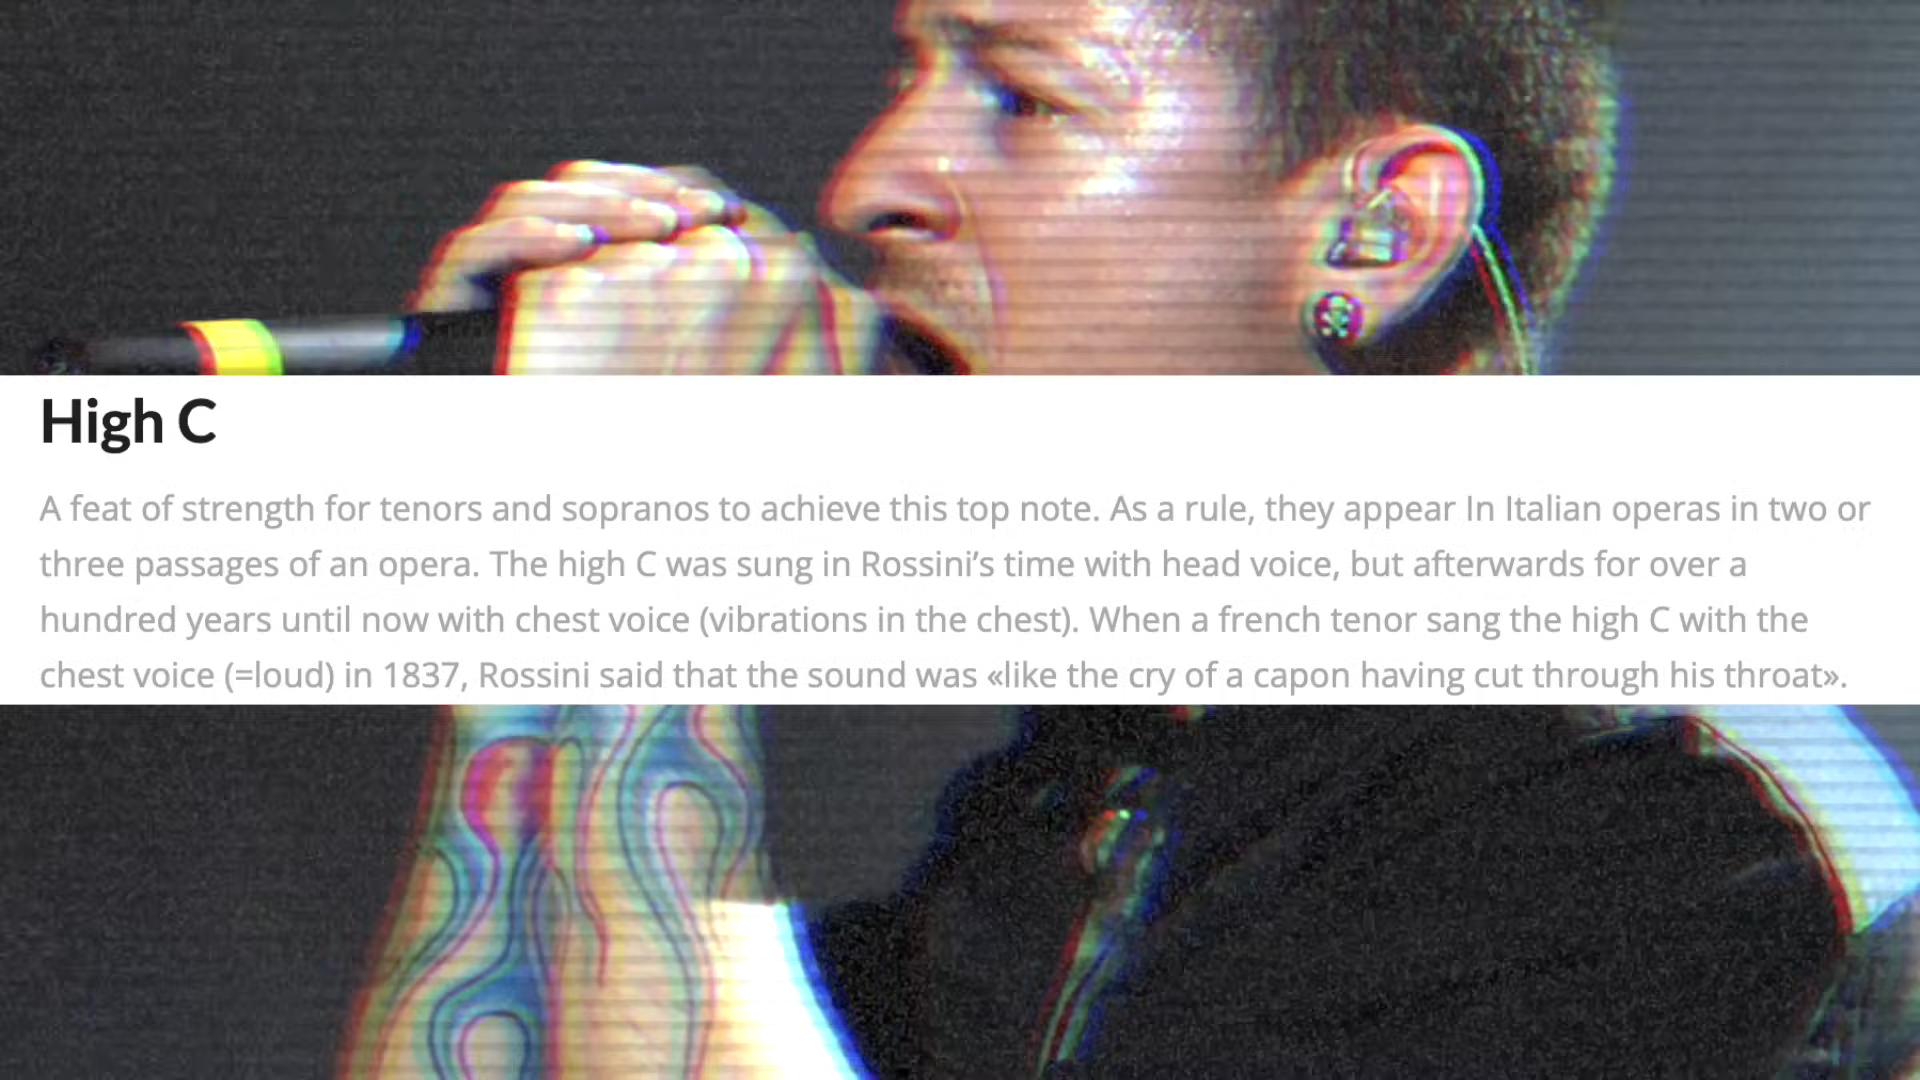 High C
A feat of strength for tenors and sopranos to achieve this top note. As a rule, they appear In Italian operas in two or
three passages of an opera. The high C was sung in Rossini’s time with head voice, but afterwards for over a
hundred years until now with chest voice (vibrations in the chest). When a french tenor sang the high C with the
chest voice (=loud) in 1837, Rossini said that the sound was «like the cry of a capon having cut through his throat».